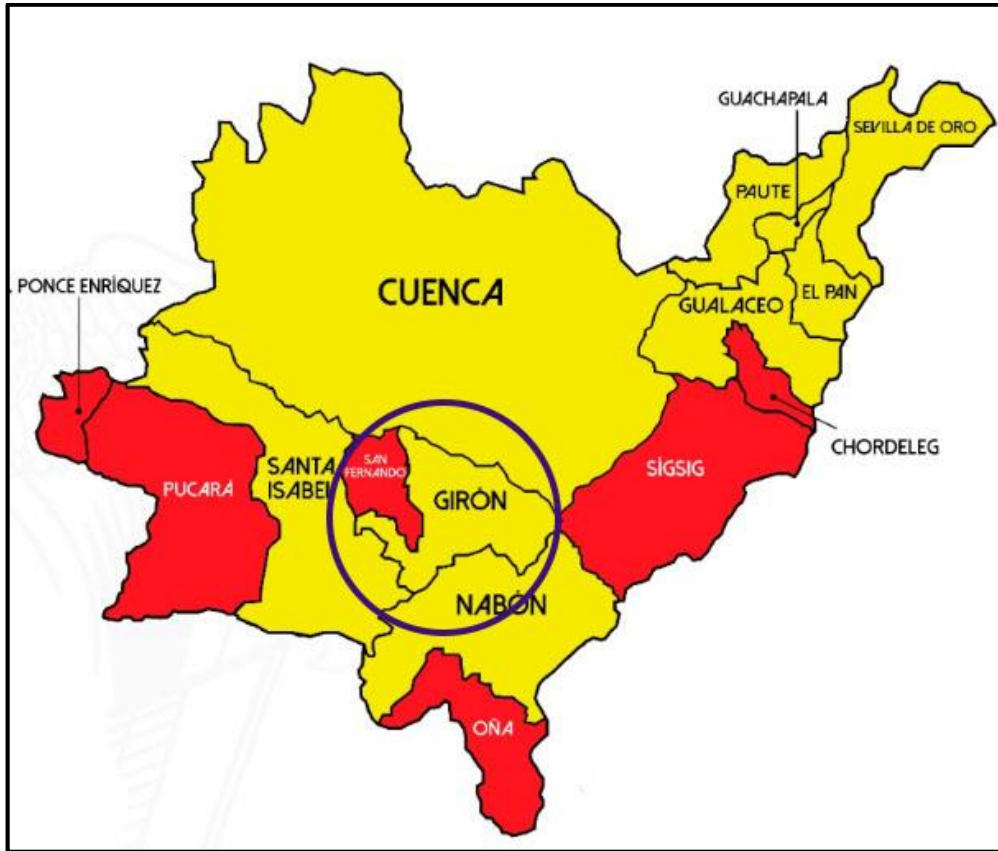 GUACHAPALA
SEVILLA DE ORO
PAUTE
. PONCE ENRÍQUEZ
CUENCA
EL PAN
GUALACEO
CHORDELEG
SAN
FERNANDO
SANTA
ISABEL
PUCARÁ
GIRÓN
SÍGSIG
NABÓN
OÑA